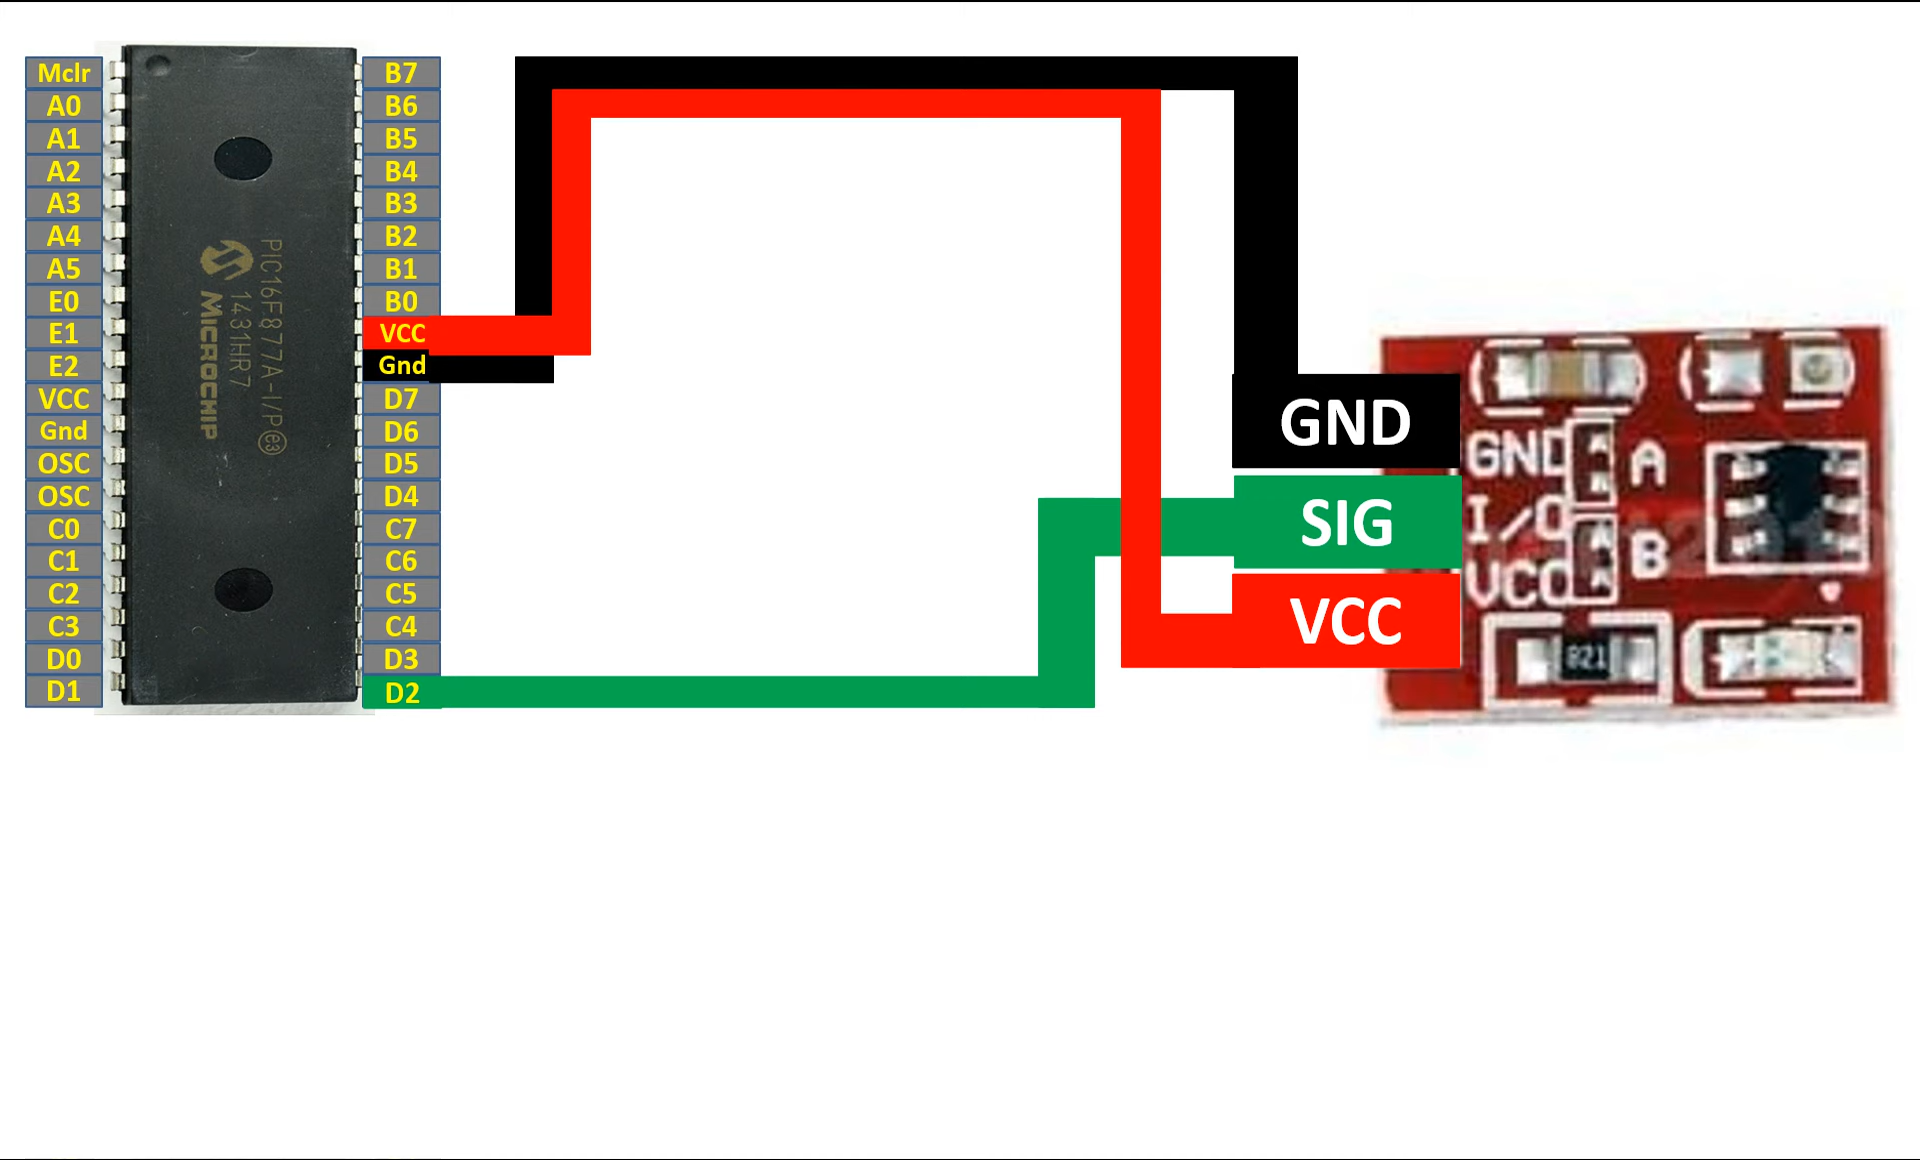 Mclr
A0
A1
A2
A3
A4
A5
E0
E1
E2
VCC
Gnd
OSC
OSC
C0
C1
C2
C3
D0
D1
PIC16F877A-I/P e3
1431HR7
MICROCHIP
B7
B6
B5
B4
B3
B2
B1
B0
VCC
Gnd
D7
D6
D5
D4
C7
C6
C5
C4
D3
D2
GND
SIG
VCC
GND
A
I/O
B
VCC
821